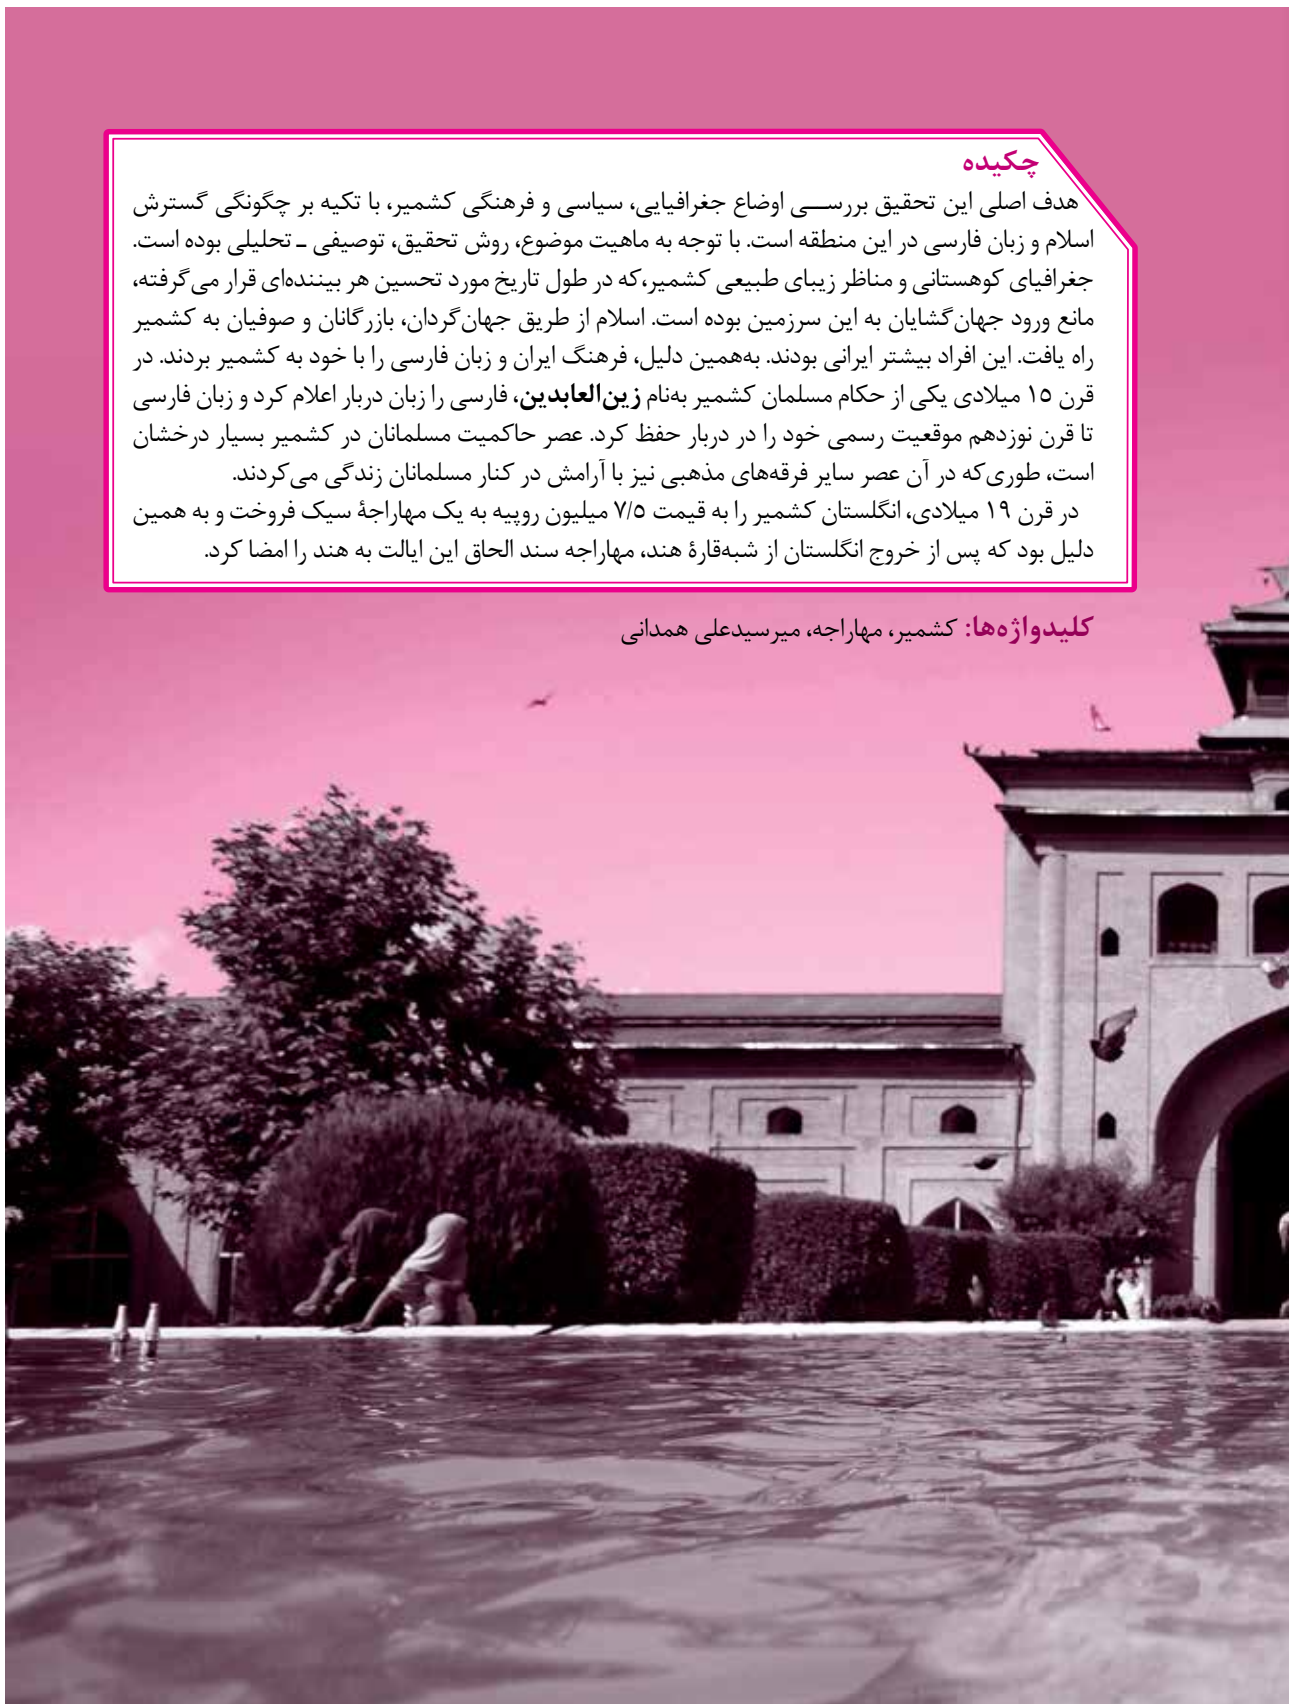 چکیده
هدف اصلی این تحقیق بررسی اوضاع جغرافیایی، سیاسی و فرهنگی کشمیر، با تکیه بر چگونگی گسترش
اسلام و زبان فارسی در این منطقه است. با توجه به ماهیت موضوع، روش تحقیق، توصیفی ـ تحلیلی بوده است.
جغرافیای کوهستانی و مناظر زیبای طبیعی کشمیر،که در طول تاریخ مورد تحسین هر بیننده‌ای قرار می‌گرفته،
مانع ورود جهان‌گشایان به این سرزمین بوده است. اسلام از طریق جهان‌گردان، بازرگانان و صوفیان به کشمیر
راه یافت. این افراد بیشتر ایرانی بودند. به‌همین دلیل، فرهنگ ایران و زبان فارسی را با خود به کشمیر بردند. در
قرن ۱۵ میلادی یکی از حکام مسلمان کشمیر به‌نام زین‌العابدین، فارسی را زبان دربار اعلام کرد و زبان فارسی
تا قرن نوزدهم موقعیت رسمی خود را در دربار حفظ کرد. عصر حاکمیت مسلمانان در کشمیر بسیار درخشان
است، طوری‌که در آن عصر سایر فرقه‌های مذهبی نیز با آرامش در کنار مسلمانان زندگی می‌کردند.
در قرن ۱۹ میلادی، انگلستان کشمیر را به قیمت ۷/۵ میلیون روپیه به یک مهاراجهٔ سیک فروخت و به همین
دلیل بود که پس از خروج انگلستان از شبه‌قارهٔ هند، مهاراجه سند الحاق این ایالت به هند را امضا کرد.
کلیدواژه‌ها: کشمیر، مهاراجه، میرسیدعلی همدانی